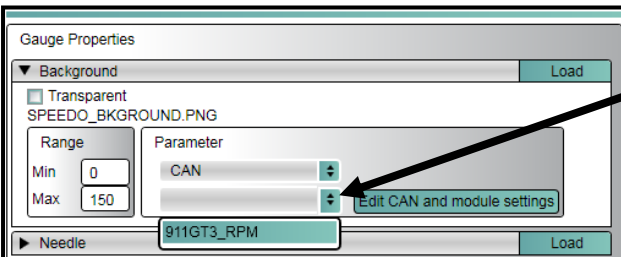 Gauge Properties
Background Load
Transparent
SPEEDO_BKGROUND.PNG
Range Parameter
Min 0 CAN
Max 150 Edit CAN and module settings
911GT3_RPM
Needle Load